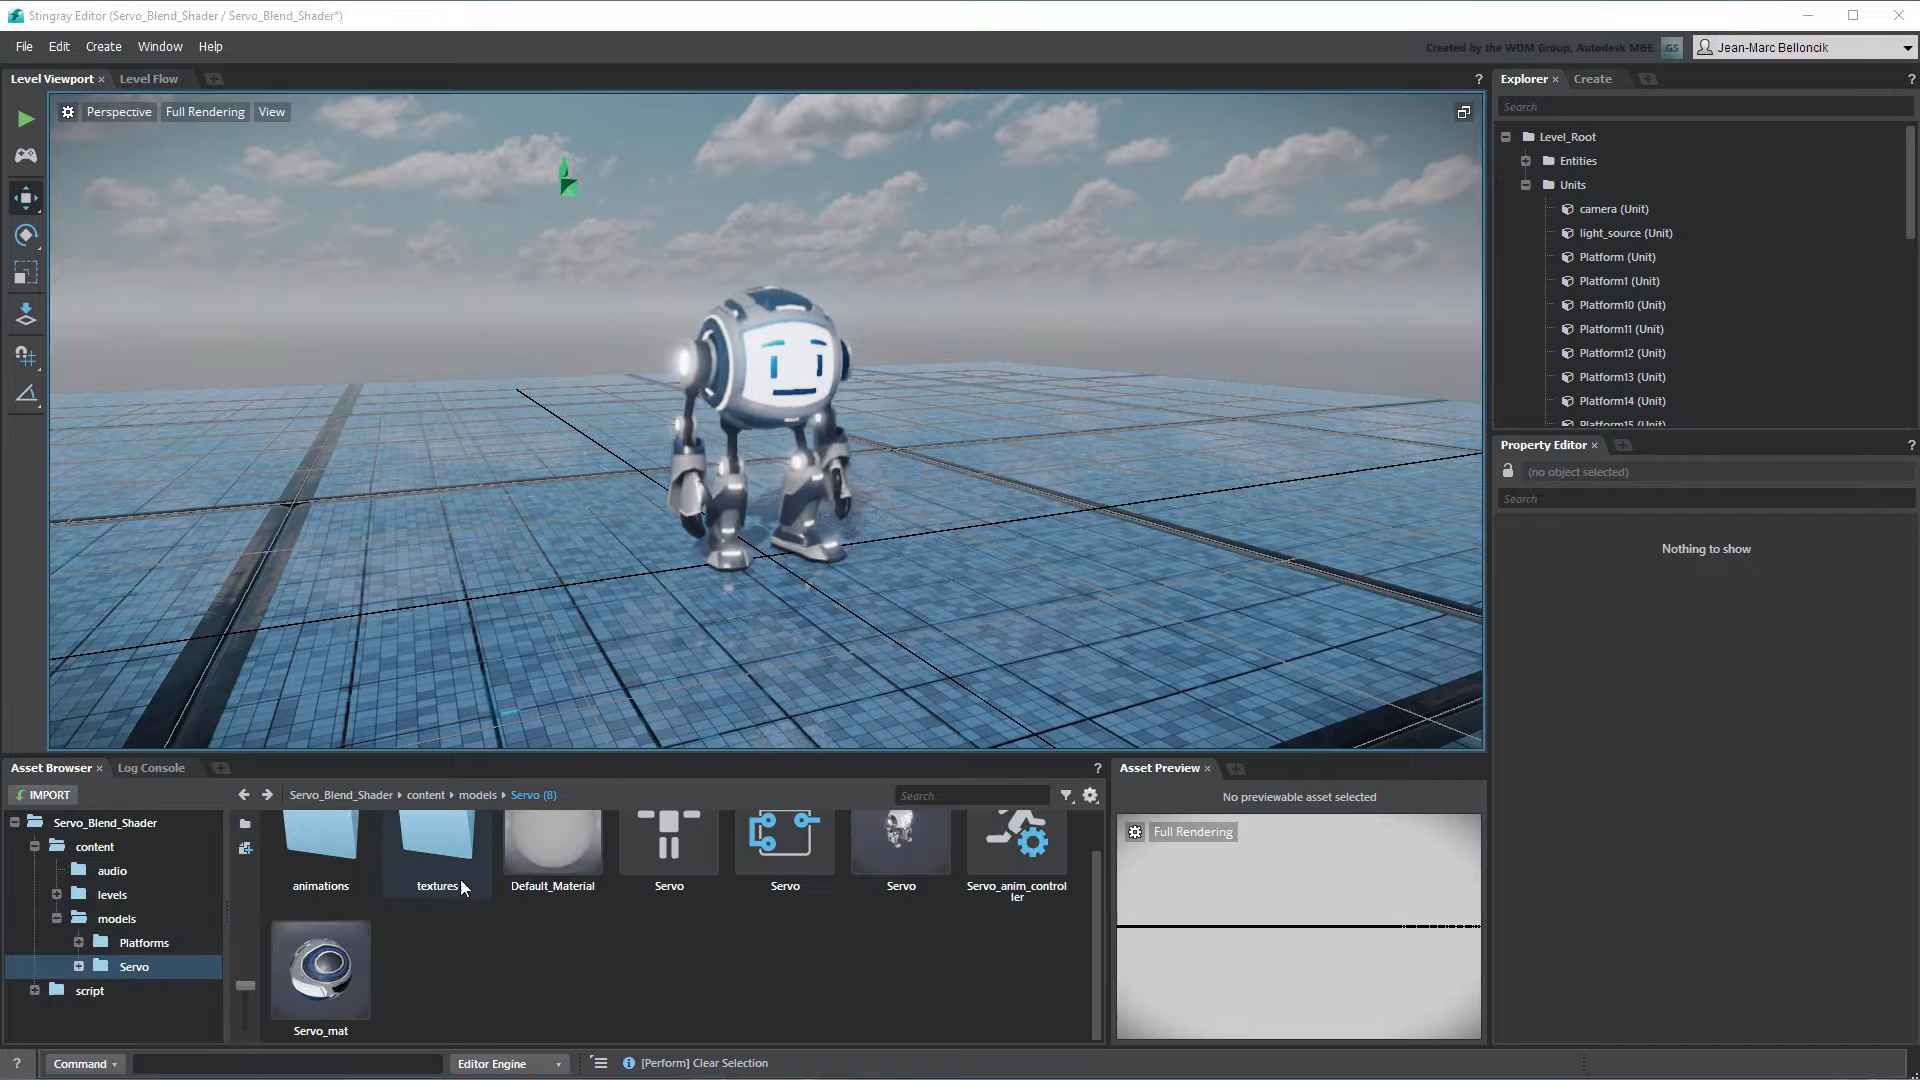 Stingray Editor (Servo_Blend_Shader / Servo_Blend_Shader*)
File Edit Create Window Help
Created by the WDM Group, Autodesk M&E GS Jean-Marc Belloncik
Level Viewport Level Flow
Explorer Create
Perspective Full Rendering View
Search
Level_Root
Entities
Units
camera (Unit)
light_source (Unit)
Platform (Unit)
Platform1 (Unit)
Platform10 (Unit)
Platform11 (Unit)
Platform12 (Unit)
Platform13 (Unit)
Platform14 (Unit)
Platform15 (Unit)
Property Editor
(no object selected)
Search
Nothing to show
Asset Browser Log Console
IMPORT
Servo_Blend_Shader content models Servo (8)
Search
Servo_Blend_Shader
content
audio
levels
models
Platforms
Servo
script
animations
textures
Default_Material
Servo
Servo
Servo
Servo_anim_control
ler
Servo_mat
Asset Preview
No previewable asset selected
Full Rendering
? Command Editor Engine [Perform] Clear Selection